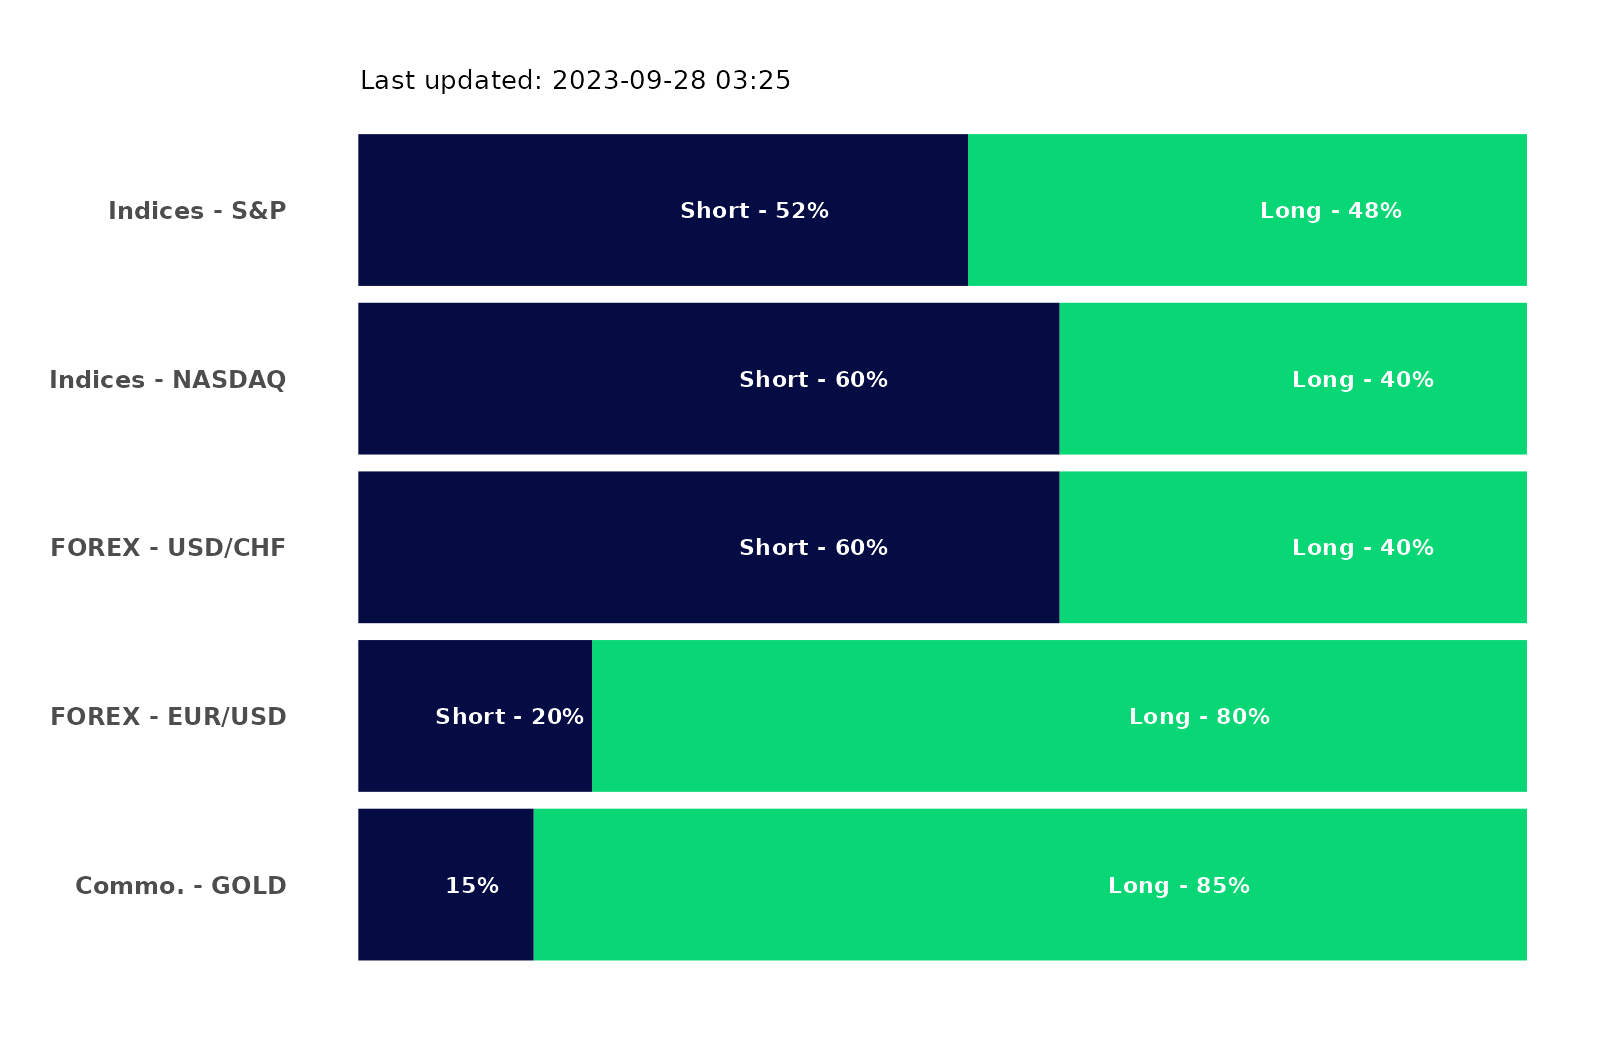 Last updated: 2023-09-28 03:25
Indices - S&P
Short - 52%
Long - 48%
Indices - NASDAQ
Short - 60%
Long - 40%
FOREX - USD/CHF
Short - 60%
Long - 40%
FOREX - EUR/USD
Short - 20%
Long - 80%
Commo. - GOLD
15%
Long - 85%